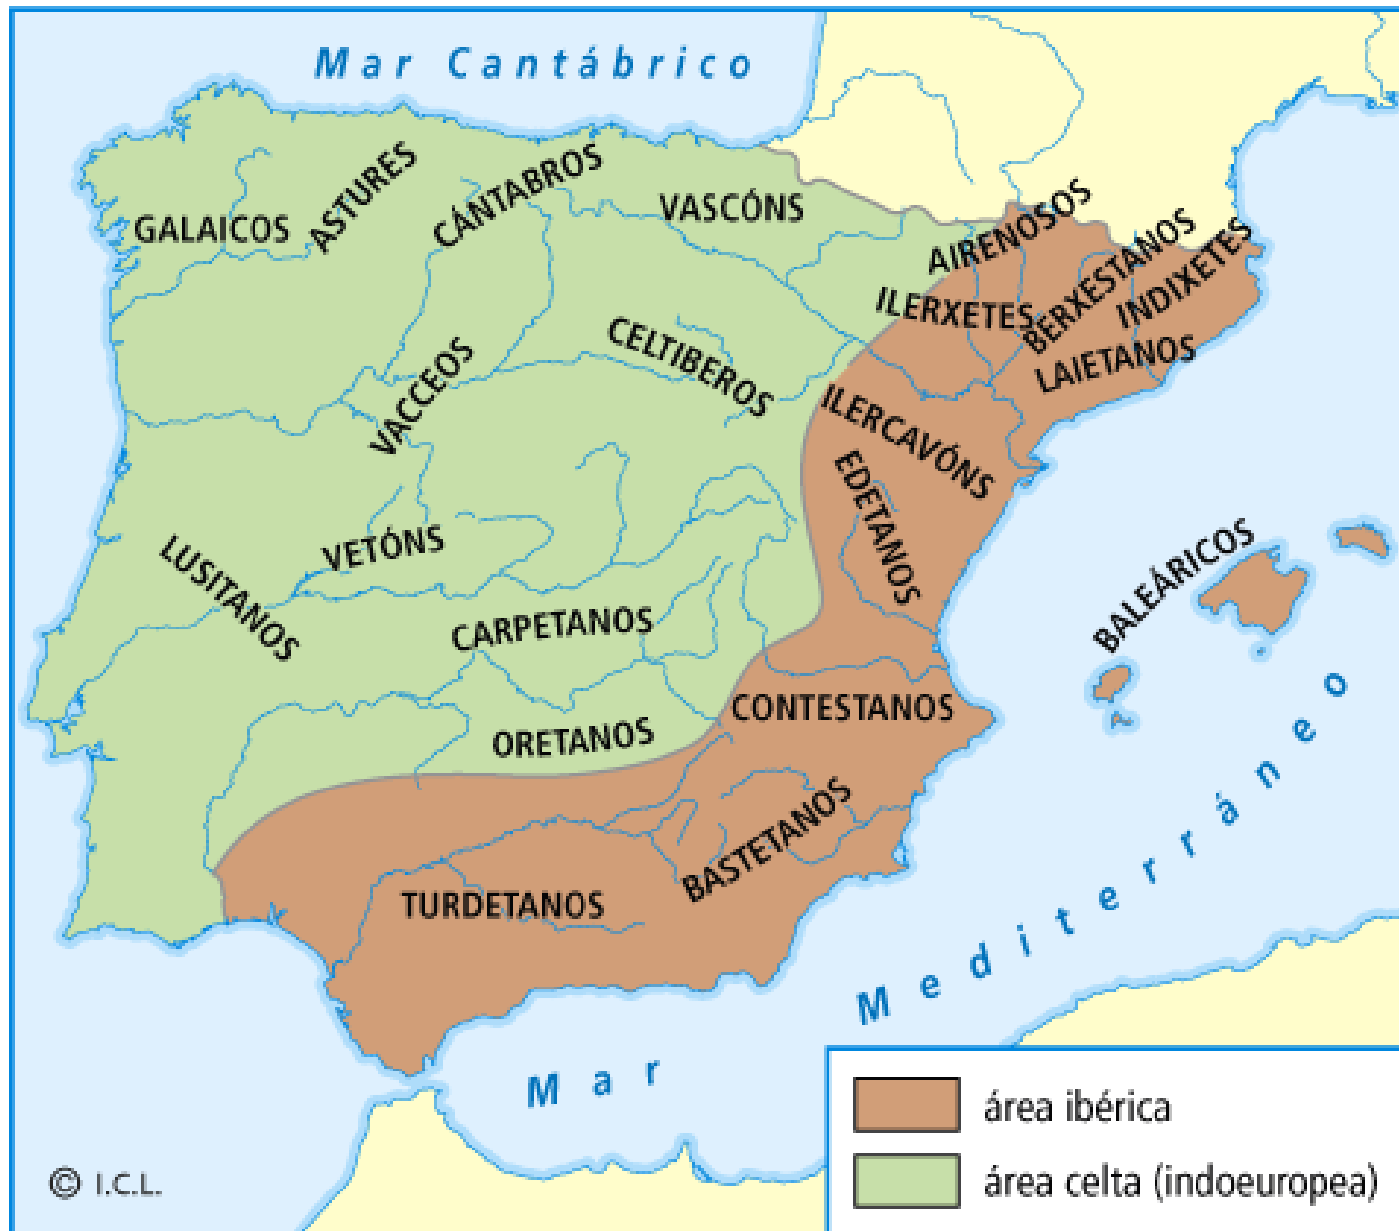 Mar Cantábrico
GALAICOS
ASTURES
CÁNTABROS
VASCÓNS
AIRENOSOS
ILERXETES
BERXESTANOS
INDIXETES
LAIETANOS
VACCEOS
CELTIBEROS
ILERCAVÓNS
EDETANOS
LUSITANOS
VETÓNS
CARPETANOS
BALEÁRICOS
ORETANOS
CONTESTANOS
BASTETANOS
TURDETANOS
Mar Mediterráneo
área ibérica
área celta (indoeuropea)
© I.C.L.